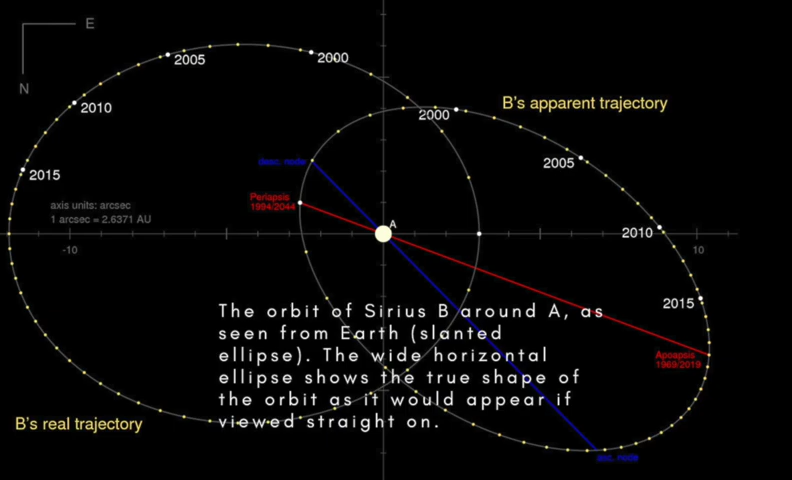 E
N
2005
2000
2010
2015
B's apparent trajectory
2000
2005
2010
2015
desc. node
Periapsis
1994/2044
A
axis units: arcsec
1 arcsec = 2.6371 AU
-10
10
The orbit of Sirius B around A, as
seen from Earth (slanted
ellipse). The wide horizontal
ellipse shows the true shape of
the orbit as it would appear if
viewed straight on.
Apoapsis
1969/2019
B's real trajectory
asc. node